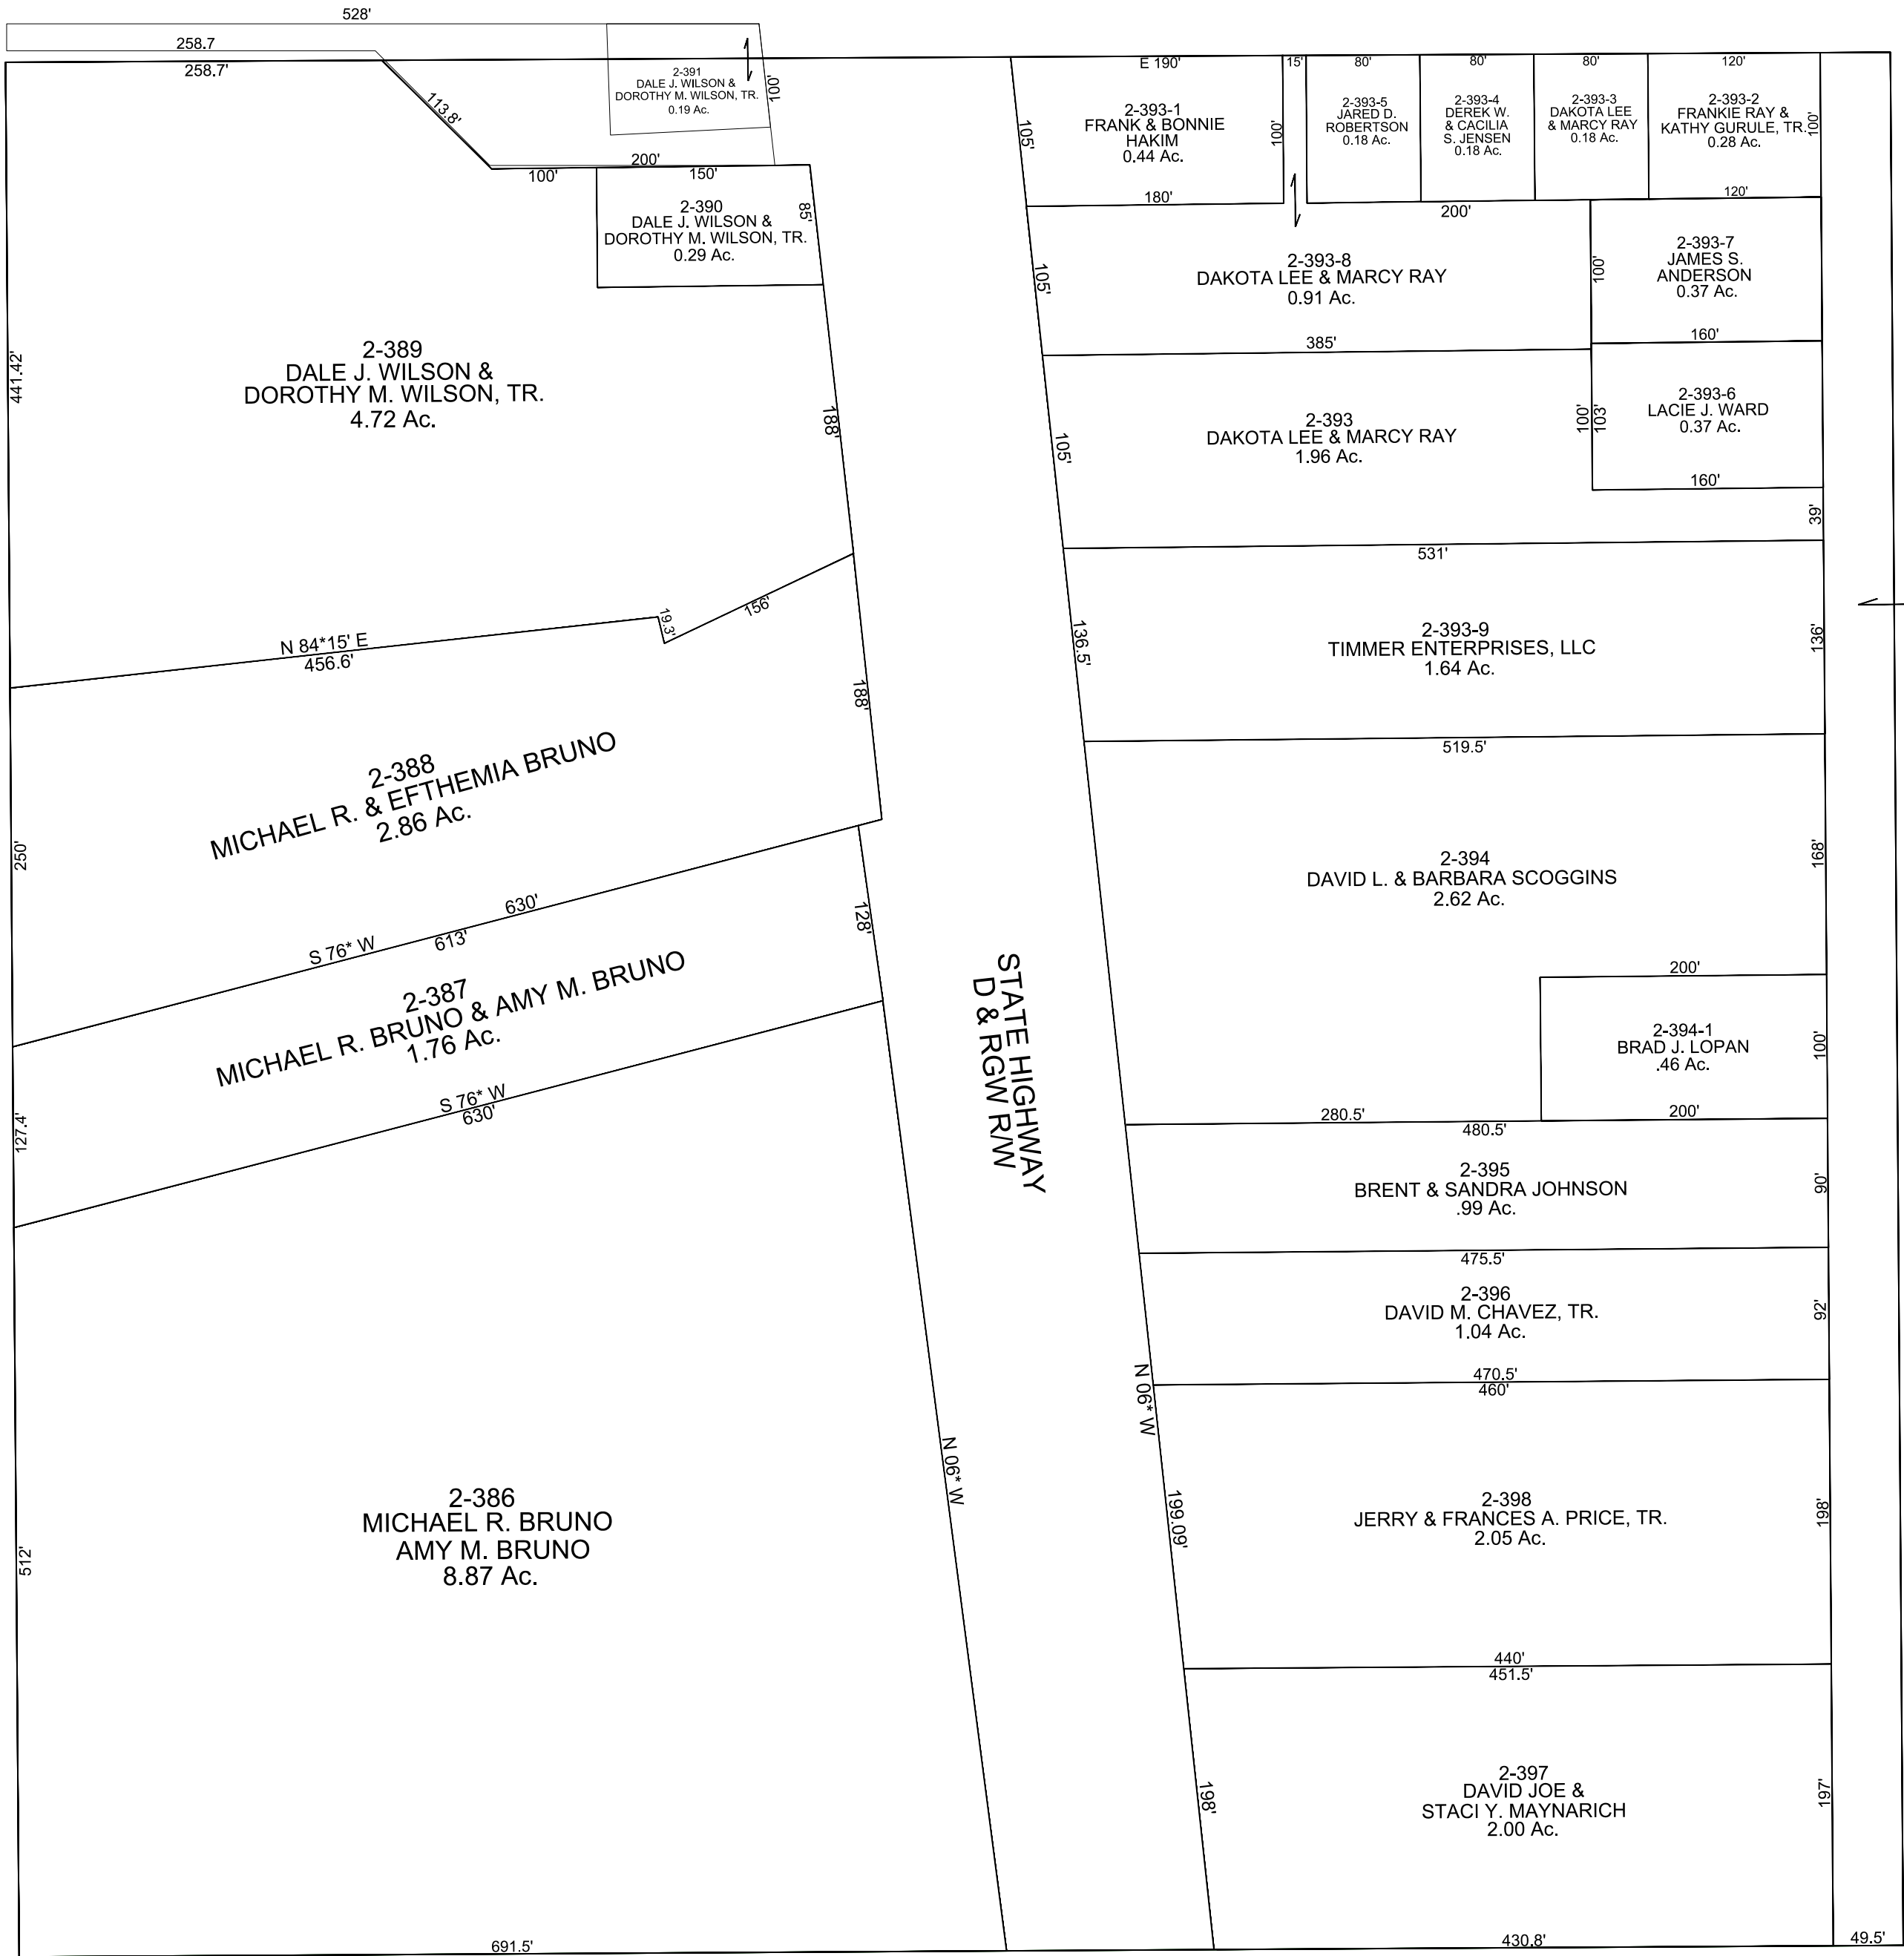 528'
258.7
258.7'
113.8'
2-391
DALE J. WILSON &
DOROTHY M. WILSON, TR.
0.19 Ac.
100'
200'
100'
150'
2-390
DALE J. WILSON &
DOROTHY M. WILSON, TR.
0.29 Ac.
85'
2-389
DALE J. WILSON &
DOROTHY M. WILSON, TR.
4.72 Ac.
441.42'
188'
N 84*15' E
456.6'
19.3'
156'
188'
2-388
MICHAEL R. & EFTHEMIA BRUNO
2.86 Ac.
250'
630'
S 76* W
613'
128'
2-387
MICHAEL R. BRUNO & AMY M. BRUNO
1.76 Ac.
127.4'
S 76* W
630'
2-386
MICHAEL R. BRUNO
AMY M. BRUNO
8.87 Ac.
512'
N 06* W
691.5'
STATE HIGHWAY
D & RGW R/W
E 190'
15'
80'
80'
80'
120'
2-393-1
FRANK & BONNIE
HAKIM
0.44 Ac.
105'
100'
180'
2-393-5
JARED D.
ROBERTSON
0.18 Ac.
2-393-4
DEREK W.
& CACILIA
S. JENSEN
0.18 Ac.
2-393-3
DAKOTA LEE
& MARCY RAY
0.18 Ac.
2-393-2
FRANKIE RAY &
KATHY GURULE, TR.
0.28 Ac.
100'
120'
200'
2-393-8
DAKOTA LEE & MARCY RAY
0.91 Ac.
105'
100'
385'
2-393-7
JAMES S.
ANDERSON
0.37 Ac.
160'
2-393
DAKOTA LEE & MARCY RAY
1.96 Ac.
105'
100'
103'
2-393-6
LACIE J. WARD
0.37 Ac.
160'
39'
531'
2-393-9
TIMMER ENTERPRISES, LLC
1.64 Ac.
136.5'
136'
519.5'
2-394
DAVID L. & BARBARA SCOGGINS
2.62 Ac.
168'
200'
2-394-1
BRAD J. LOPAN
.46 Ac.
100'
280.5'
200'
480.5'
2-395
BRENT & SANDRA JOHNSON
.99 Ac.
90'
475.5'
2-396
DAVID M. CHAVEZ, TR.
1.04 Ac.
92'
470.5'
460'
N 06* W
2-398
JERRY & FRANCES A. PRICE, TR.
2.05 Ac.
199.09'
198'
440'
451.5'
2-397
DAVID JOE &
STACI Y. MAYNARICH
2.00 Ac.
198'
197'
430.8'
49.5'